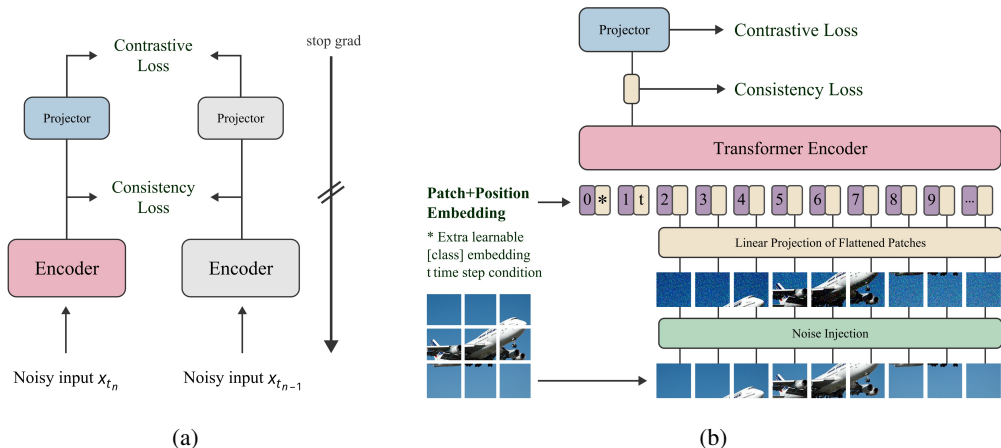 Contrastive
Loss
stop grad
Projector
Projector
Consistency
Loss
Encoder
Encoder
Noisy input x_{t_n}
Noisy input x_{t_{n-1}}
(a)
Projector
Contrastive Loss
Consistency Loss
Transformer Encoder
Patch+Position
Embedding
0 * 1 t 2 3 4 5 6 7 8 9 ...
* Extra learnable
[class] embedding
t time step condition
Linear Projection of Flattened Patches
Noise Injection
(b)